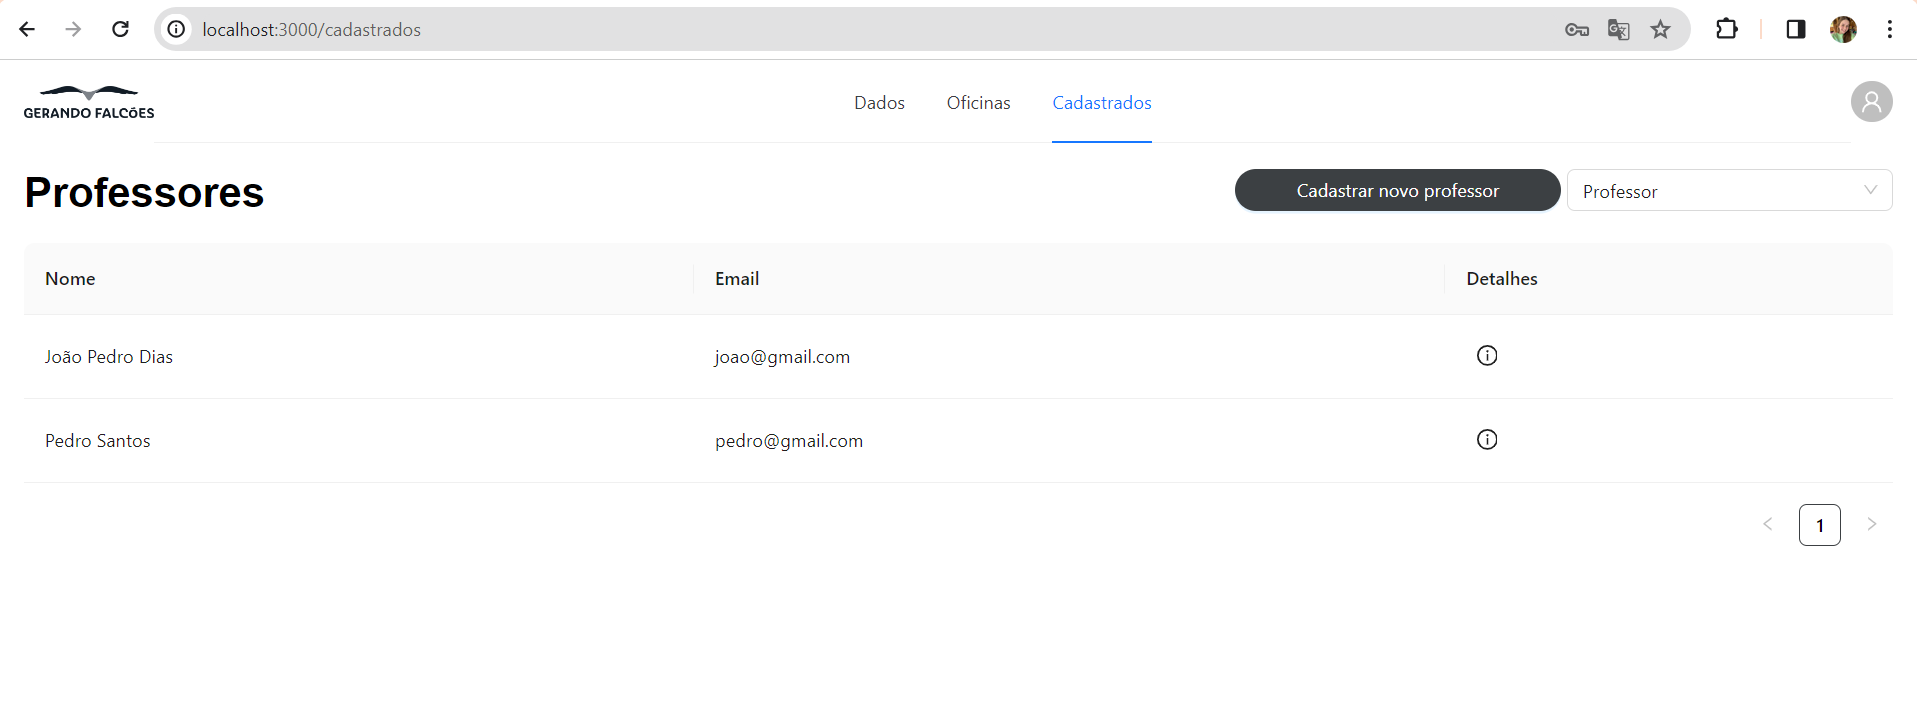 localhost:3000/cadastrados
GERANDO FALCÕES
Dados Oficinas Cadastrados
Professores
Cadastrar novo professor
Professor
Nome Email Detalhes
João Pedro Dias joao@gmail.com
Pedro Santos pedro@gmail.com
1